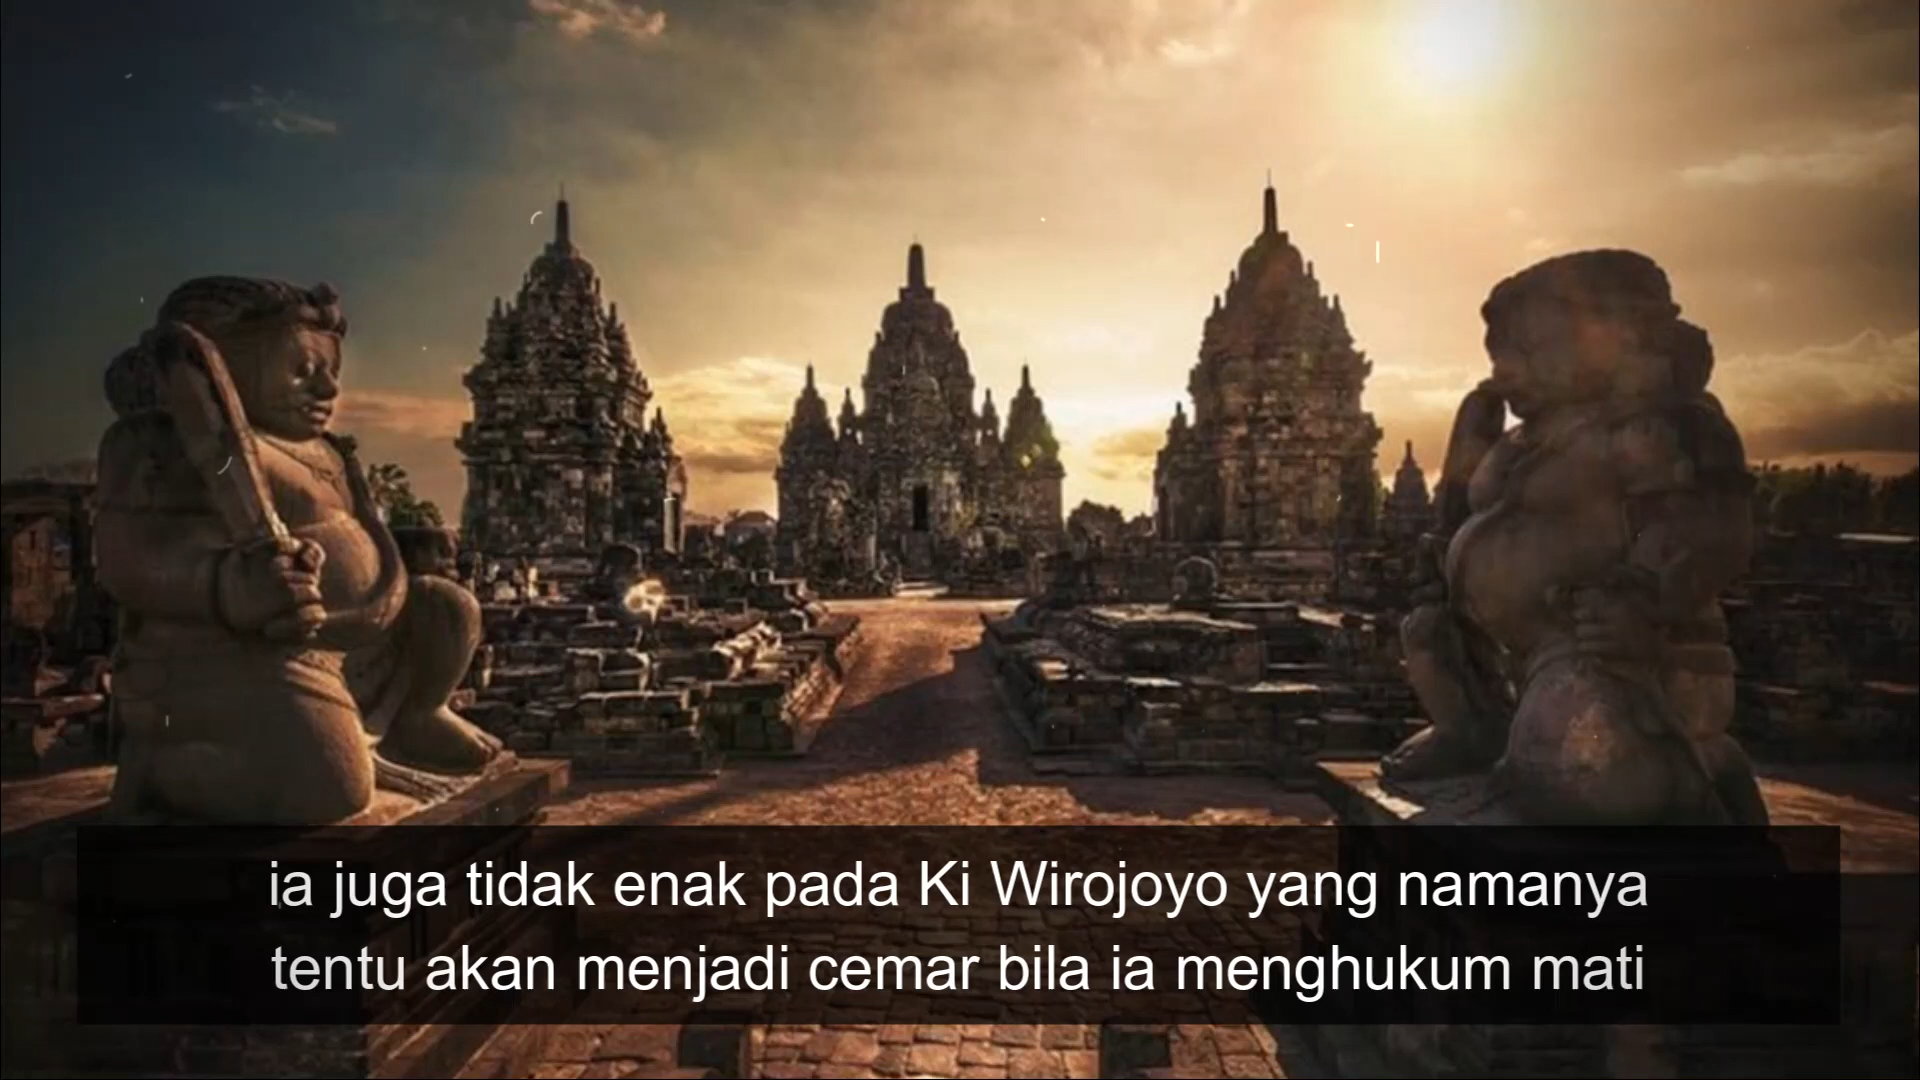 ia juga tidak enak pada Ki Wirojoyo yang namanya
tentu akan menjadi cemar bila ia menghukum mati